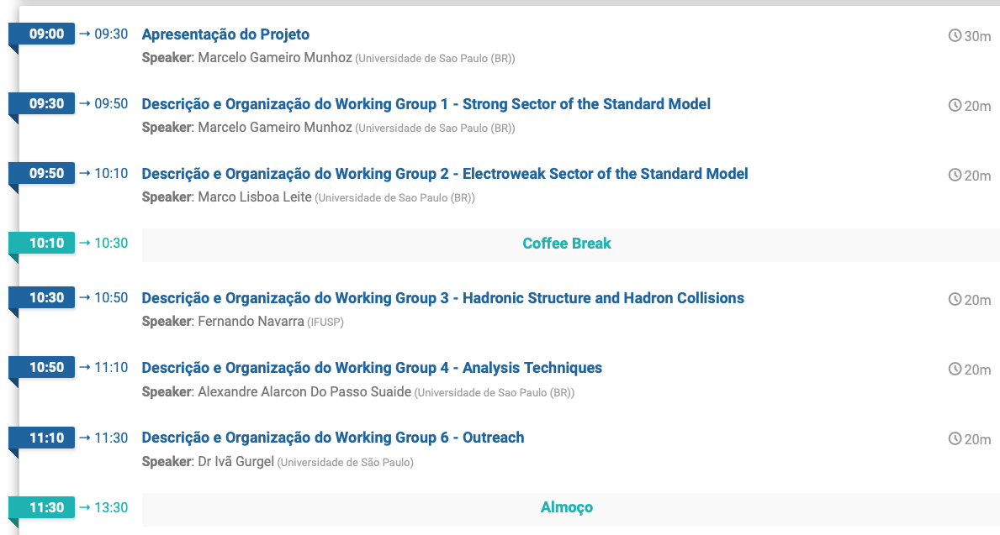 09:00 → 09:30 Apresentação do Projeto 30m
Speaker: Marcelo Gameiro Munhoz (Universidade de Sao Paulo (BR))
09:30 → 09:50 Descrição e Organização do Working Group 1 - Strong Sector of the Standard Model 20m
Speaker: Marcelo Gameiro Munhoz (Universidade de Sao Paulo (BR))
09:50 → 10:10 Descrição e Organização do Working Group 2 - Electroweak Sector of the Standard Model 20m
Speaker: Marco Lisboa Leite (Universidade de Sao Paulo (BR))
10:10 → 10:30 Coffee Break
10:30 → 10:50 Descrição e Organização do Working Group 3 - Hadronic Structure and Hadron Collisions 20m
Speaker: Fernando Navarra (IFUSP)
10:50 → 11:10 Descrição e Organização do Working Group 4 - Analysis Techniques 20m
Speaker: Alexandre Alarcon Do Passo Suaide (Universidade de Sao Paulo (BR))
11:10 → 11:30 Descrição e Organização do Working Group 6 - Outreach 20m
Speaker: Dr Ivã Gurgel (Universidade de São Paulo)
11:30 → 13:30 Almoço